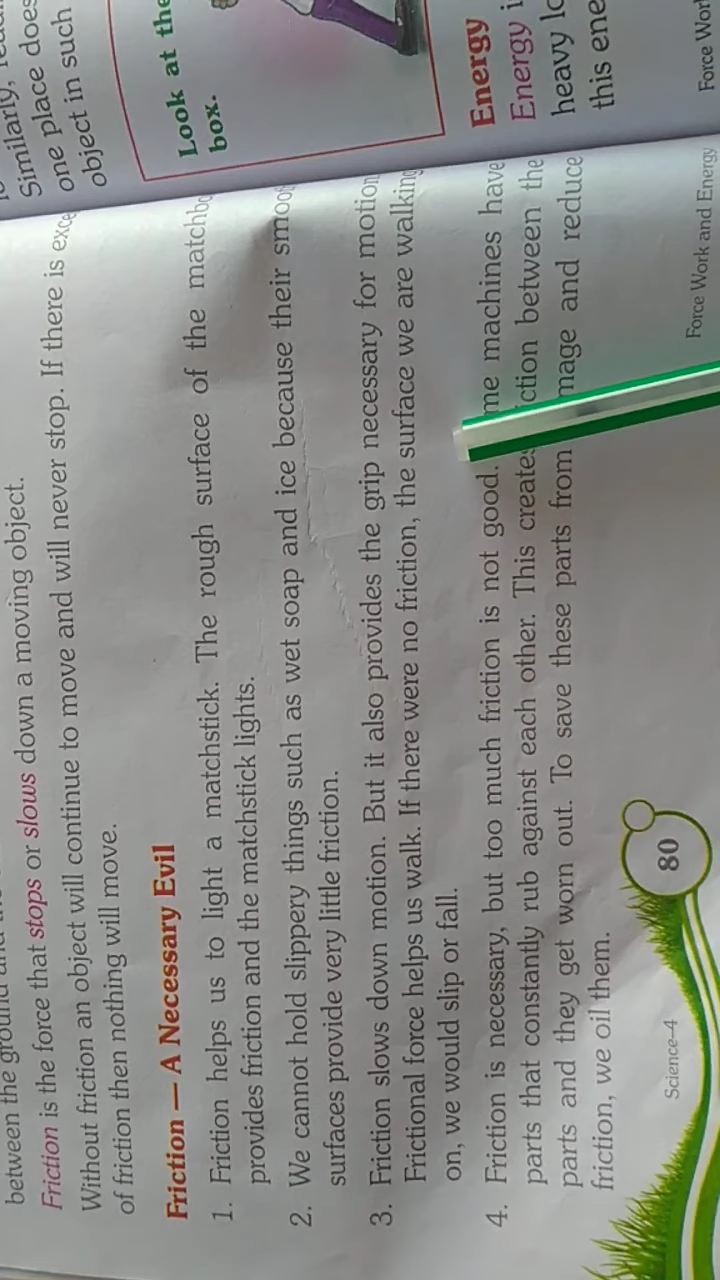 between the ground and the
Friction is the force that stops or slows down a moving object.
Without friction an object will continue to move and will never stop. If there is exce
of friction then nothing will move.
Friction — A Necessary Evil
1. Friction helps us to light a matchstick. The rough surface of the matchbo
provides friction and the matchstick lights.
2. We cannot hold slippery things such as wet soap and ice because their smoot
surfaces provide very little friction.
3. Friction slows down motion. But it also provides the grip necessary for motion
Frictional force helps us walk. If there were no friction, the surface we are walking
on, we would slip or fall.
4. Friction is necessary, but too much friction is not good. me machines have
parts that constantly rub against each other. This creates ction between the
parts and they get worn out. To save these parts from mage and reduce
friction, we oil them.
Science-4
80
Force Work and Energy
Similarly,
one place does
object in such
Look at the
box.
Energy
Energy i
heavy lo
this ene
Force Wor